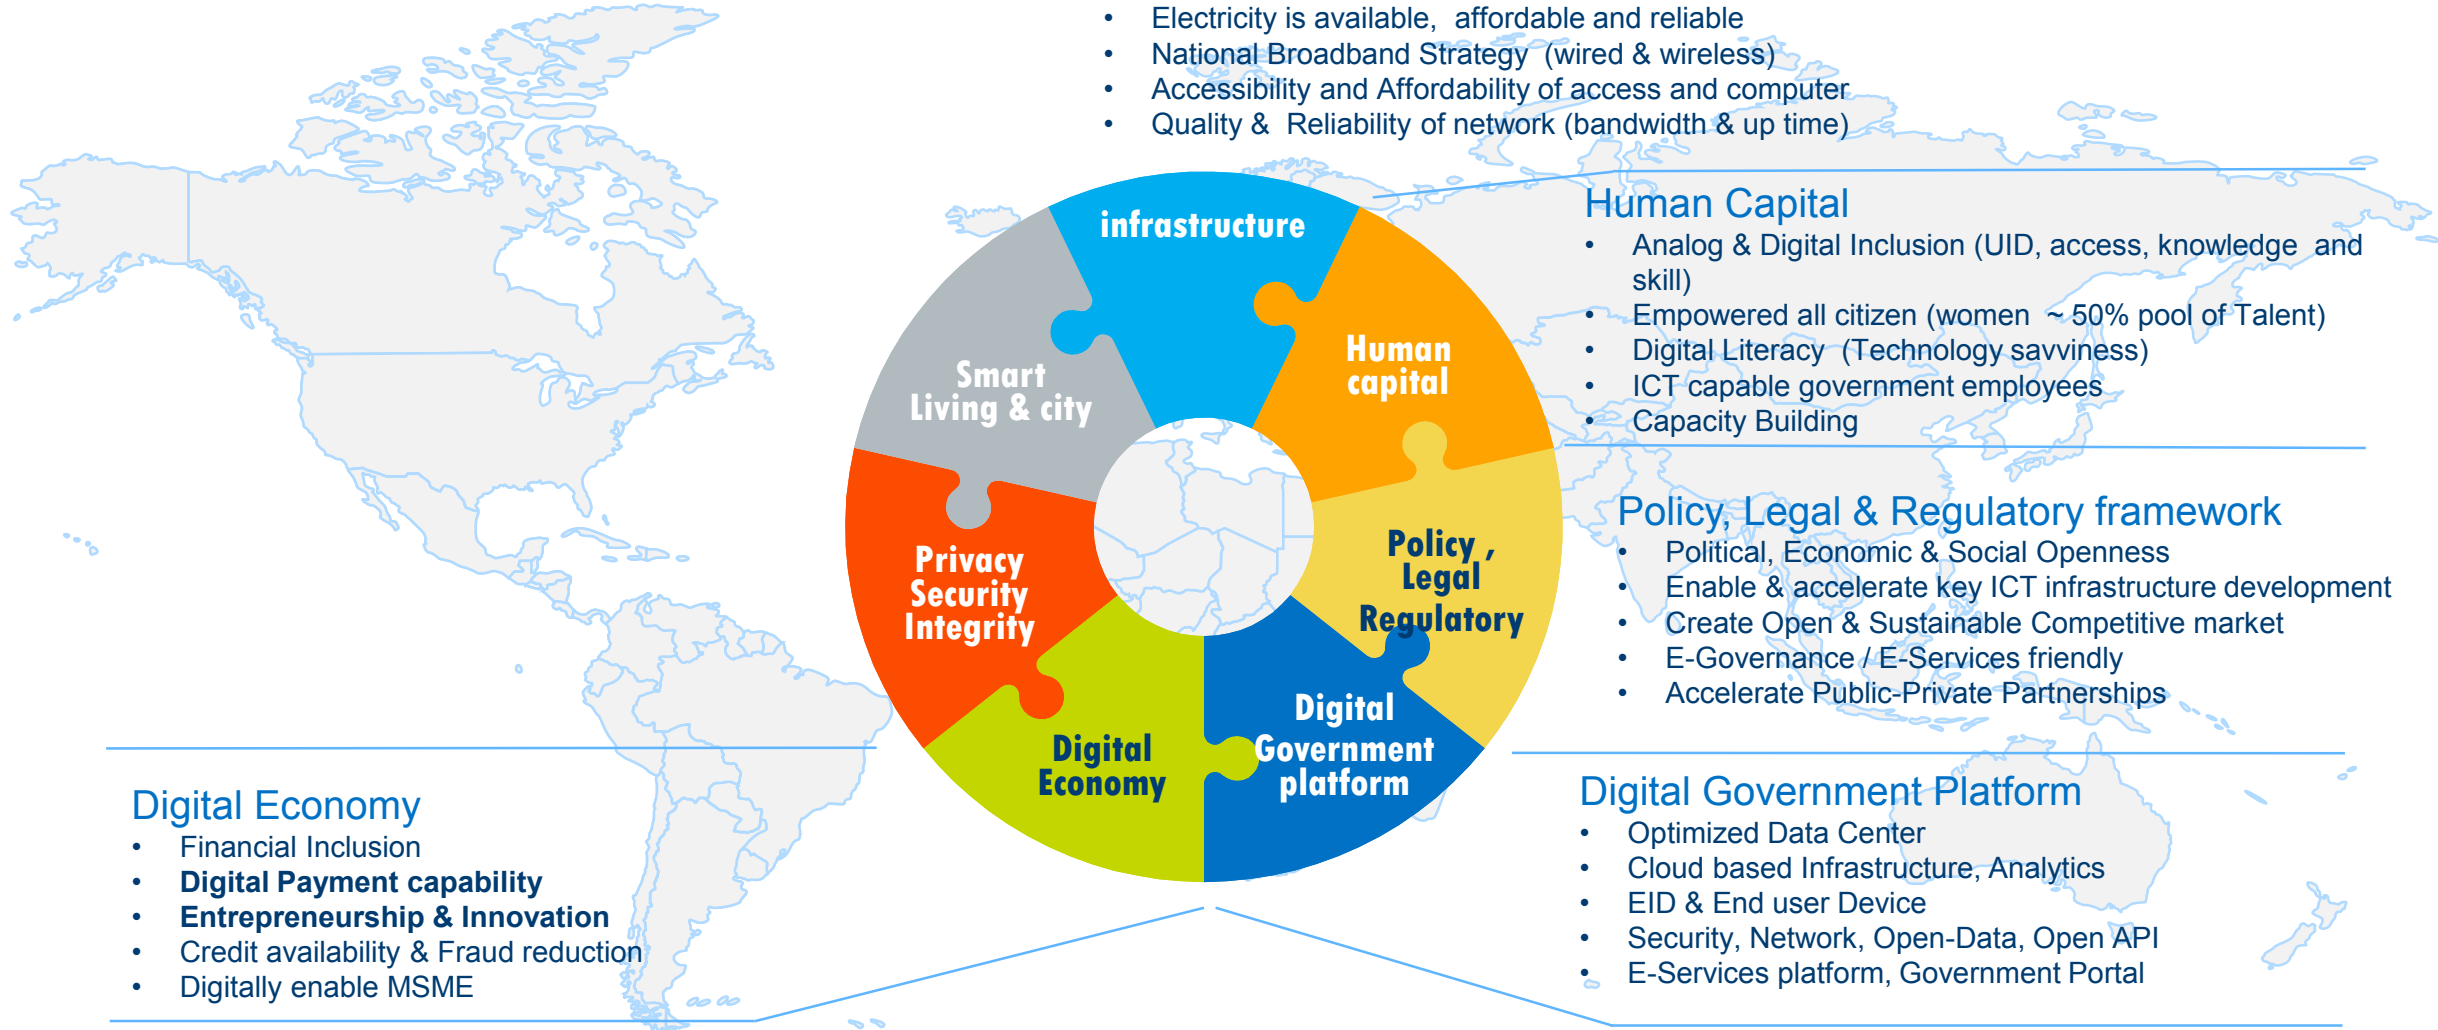 • Electricity is available, affordable and reliable
• National Broadband Strategy (wired & wireless)
• Accessibility and Affordability of access and computer
• Quality & Reliability of network (bandwidth & up time)
infrastructure
Human
capital
Policy ,
Legal
Regulatory
Digital
Government
platform
Digital
Economy
Privacy
Security
Integrity
Smart
Living & city
Human Capital
• Analog & Digital Inclusion (UID, access, knowledge and
skill)
• Empowered all citizen (women ~ 50% pool of Talent)
• Digital Literacy (Technology savviness)
• ICT capable government employees
• Capacity Building
Policy, Legal & Regulatory framework
• Political, Economic & Social Openness
• Enable & accelerate key ICT infrastructure development
• Create Open & Sustainable Competitive market
• E-Governance / E-Services friendly
• Accelerate Public-Private Partnerships
Digital Government Platform
• Optimized Data Center
• Cloud based Infrastructure, Analytics
• EID & End user Device
• Security, Network, Open-Data, Open API
• E-Services platform, Government Portal
Digital Economy
• Financial Inclusion
• Digital Payment capability
• Entrepreneurship & Innovation
• Credit availability & Fraud reduction
• Digitally enable MSME